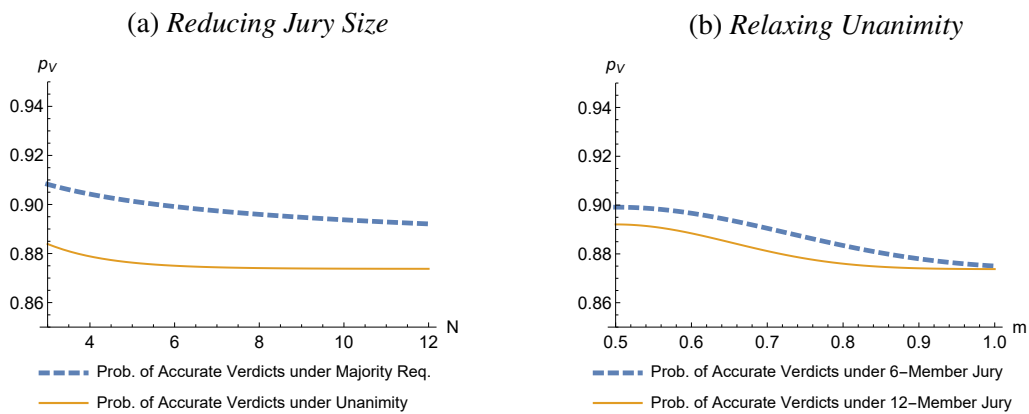 (a) Reducing Jury Size
pV
0.94
0.92
0.90
0.88
0.86
4 6 8 10 12 N
Prob. of Accurate Verdicts under Majority Req.
Prob. of Accurate Verdicts under Unanimity
(b) Relaxing Unanimity
pV
0.94
0.92
0.90
0.88
0.86
0.5 0.6 0.7 0.8 0.9 1.0 m
Prob. of Accurate Verdicts under 6−Member Jury
Prob. of Accurate Verdicts under 12−Member Jury